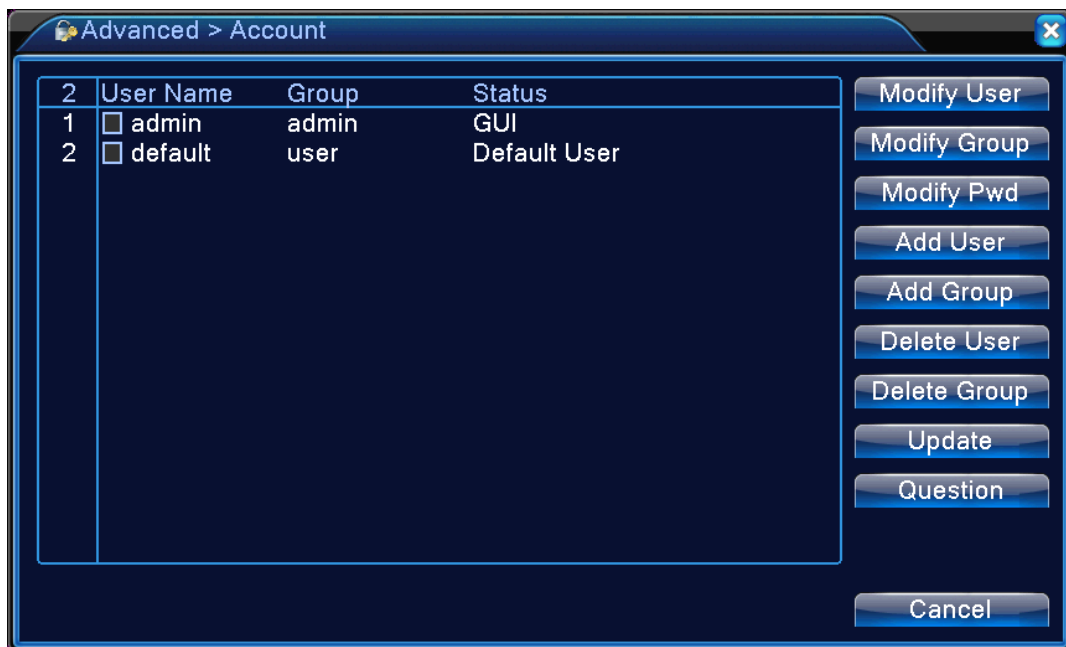 Advanced > Account
2 User Name Group Status
1 admin admin GUI
2 default user Default User
Modify User
Modify Group
Modify Pwd
Add User
Add Group
Delete User
Delete Group
Update
Question
Cancel